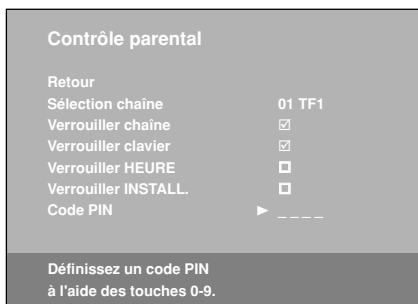 Contrôle parental
Retour
Sélection chaîne 01 TF1
Verrouiller chaîne ☑
Verrouiller clavier ☑
Verrouiller HEURE ☐
Verrouiller INSTALL. ☐
Code PIN ► _ _ _ _
Définissez un code PIN
à l'aide des touches 0-9.